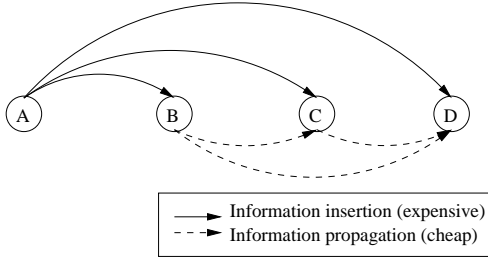 A
B
C
D
Information insertion (expensive)
Information propagation (cheap)